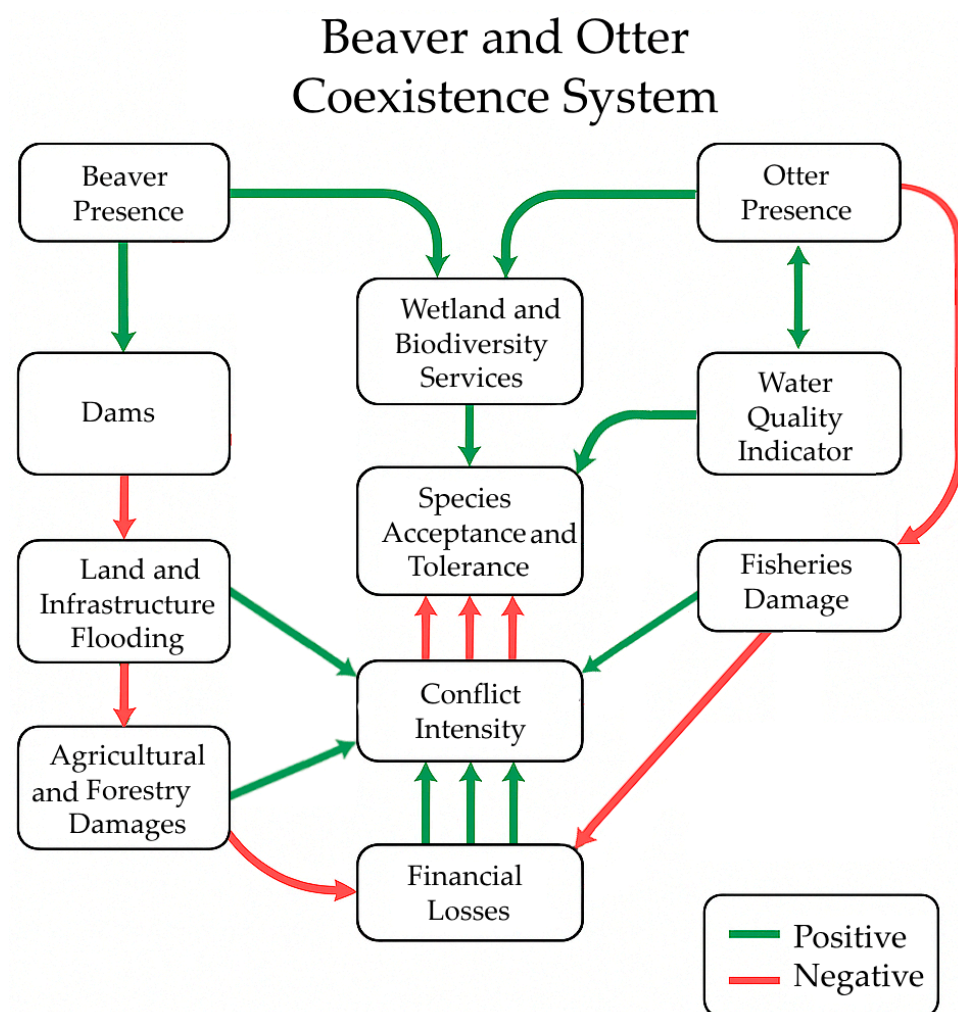 Beaver and Otter
Coexistence System
Beaver
Presence
Otter
Presence
Wetland and
Biodiversity
Services
Dams
Water
Quality
Indicator
Species
Acceptance and
Tolerance
Land and
Infrastructure
Flooding
Fisheries
Damage
Conflict
Intensity
Agricultural
and Forestry
Damages
Financial
Losses
Positive
Negative